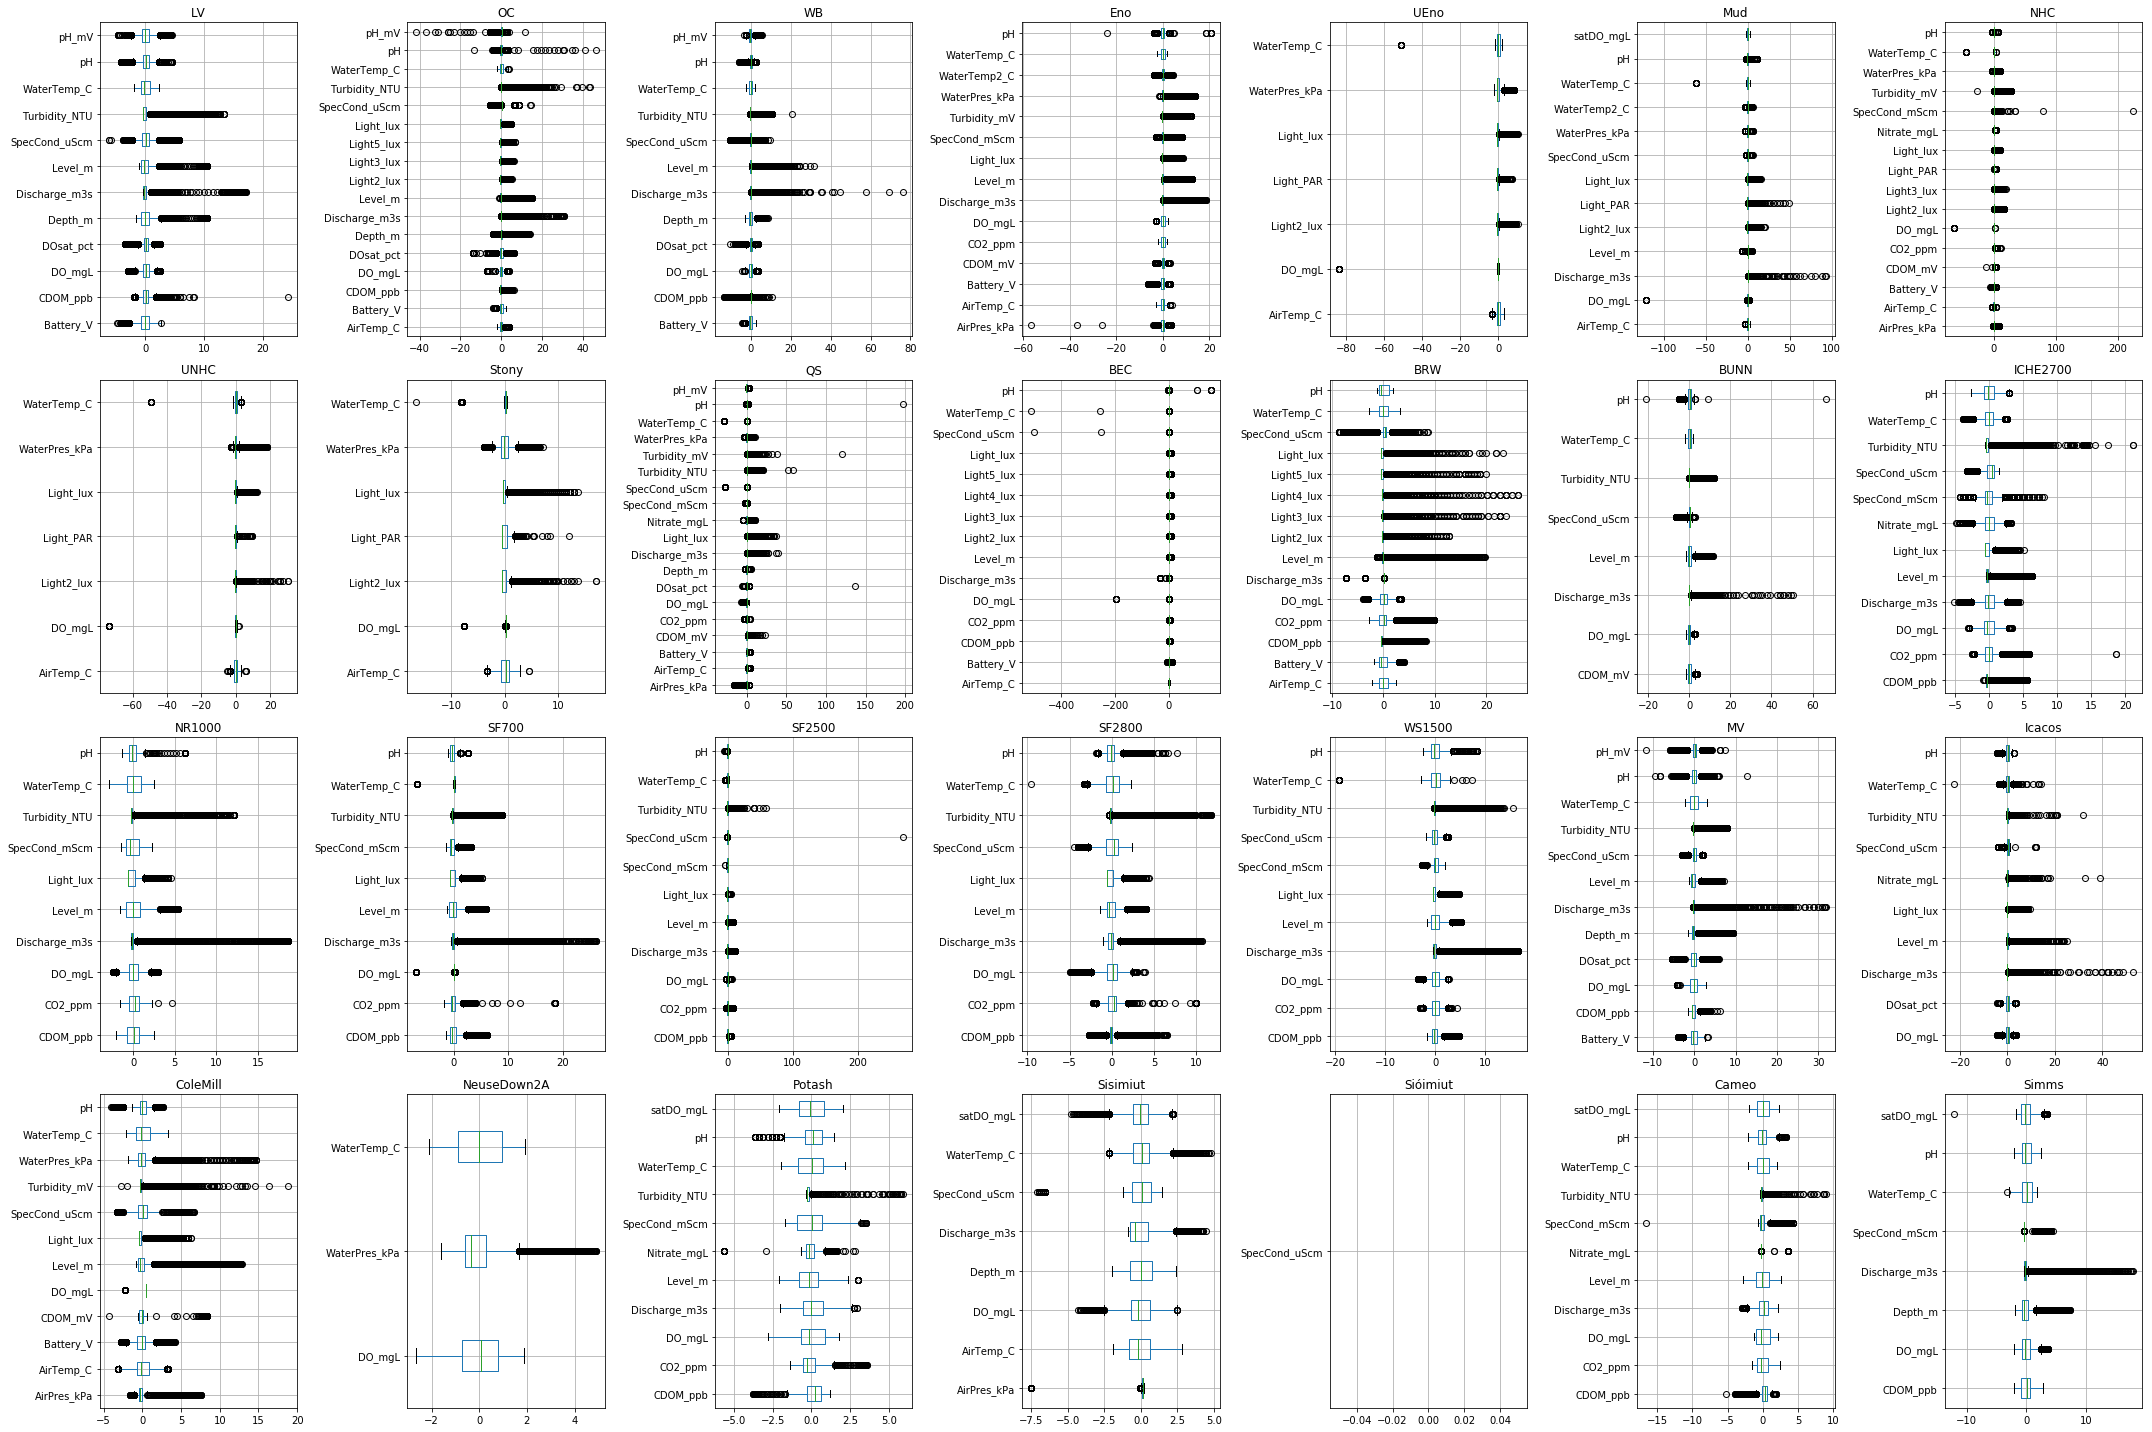 LV
pH_mV
pH
WaterTemp_C
Turbidity_NTU
SpecCond_uScm
Level_m
Discharge_m3s
Depth_m
DOsat_pct
DO_mgL
CDOM_ppb
Battery_V
0 10 20
OC
pH_mV
pH
WaterTemp_C
Turbidity_NTU
SpecCond_uScm
Light_lux
Light5_lux
Light3_lux
Light2_lux
Level_m
Discharge_m3s
Depth_m
DOsat_pct
DO_mgL
CDOM_ppb
Battery_V
AirTemp_C
−40 −20 0 20 40
WB
pH_mV
pH
WaterTemp_C
Turbidity_NTU
SpecCond_uScm
Level_m
Discharge_m3s
Depth_m
DOsat_pct
DO_mgL
CDOM_ppb
Battery_V
0 20 40 60 80
Eno
pH
WaterTemp_C
WaterTemp2_C
WaterPres_kPa
Turbidity_mV
SpecCond_mScm
Light_lux
Level_m
Discharge_m3s
DO_mgL
CO2_ppm
CDOM_mV
Battery_V
AirTemp_C
AirPres_kPa
−60 −40 −20 0 20
UEno
WaterTemp_C
WaterPres_kPa
Light_lux
Light_PAR
Light2_lux
DO_mgL
AirTemp_C
−80 −60 −40 −20 0
Mud
satDO_mgL
pH
WaterTemp_C
WaterTemp2_C
WaterPres_kPa
SpecCond_uScm
Light_lux
Light_PAR
Light2_lux
Level_m
Discharge_m3s
DO_mgL
AirTemp_C
−100 −50 0 50 100
NHC
pH
WaterTemp_C
WaterPres_kPa
Turbidity_mV
SpecCond_mScm
Nitrate_mgL
Light_lux
Light_PAR
Light3_lux
Light2_lux
DO_mgL
CO2_ppm
CDOM_mV
Battery_V
AirTemp_C
AirPres_kPa
0 100 200
UNHC
WaterTemp_C
WaterPres_kPa
Light_lux
Light_PAR
Light2_lux
DO_mgL
AirTemp_C
−60 −40 −20 0 20
Stony
WaterTemp_C
WaterPres_kPa
Light_lux
Light_PAR
Light2_lux
DO_mgL
AirTemp_C
−10 0 10
QS
pH_mV
pH
WaterTemp_C
WaterPres_kPa
Turbidity_mV
Turbidity_NTU
SpecCond_uScm
SpecCond_mScm
Nitrate_mgL
Light_lux
Discharge_m3s
Depth_m
DOsat_pct
DO_mgL
CO2_ppm
CDOM_mV
Battery_V
AirTemp_C
AirPres_kPa
0 50 100 150 200
BEC
pH
WaterTemp_C
SpecCond_uScm
Light_lux
Light5_lux
Light4_lux
Light3_lux
Light2_lux
Level_m
Discharge_m3s
DO_mgL
CO2_ppm
CDOM_ppb
Battery_V
AirTemp_C
−400 −200 0
BRW
pH
WaterTemp_C
SpecCond_uScm
Light_lux
Light5_lux
Light4_lux
Light3_lux
Light2_lux
Level_m
Discharge_m3s
DO_mgL
CO2_ppm
CDOM_ppb
Battery_V
AirTemp_C
−10 0 10 20
BUNN
pH
WaterTemp_C
Turbidity_NTU
SpecCond_uScm
Level_m
Discharge_m3s
DO_mgL
CDOM_mV
−20 0 20 40 60
ICHE2700
pH
WaterTemp_C
Turbidity_NTU
SpecCond_uScm
SpecCond_mScm
Nitrate_mgL
Light_lux
Level_m
Discharge_m3s
DO_mgL
CO2_ppm
CDOM_ppb
−5 0 5 10 15 20
NR1000
pH
WaterTemp_C
Turbidity_NTU
SpecCond_mScm
Light_lux
Level_m
Discharge_m3s
DO_mgL
CO2_ppm
CDOM_ppb
0 5 10 15
SF700
pH
WaterTemp_C
Turbidity_NTU
SpecCond_mScm
Light_lux
Level_m
Discharge_m3s
DO_mgL
CO2_ppm
CDOM_ppb
0 10 20
SF2500
pH
WaterTemp_C
Turbidity_NTU
SpecCond_uScm
SpecCond_mScm
Light_lux
Level_m
Discharge_m3s
DO_mgL
CO2_ppm
CDOM_ppb
0 100 200
SF2800
pH
WaterTemp_C
Turbidity_NTU
SpecCond_uScm
Light_lux
Level_m
Discharge_m3s
DO_mgL
CO2_ppm
CDOM_ppb
−10 −5 0 5 10
WS1500
pH
WaterTemp_C
Turbidity_NTU
SpecCond_uScm
SpecCond_mScm
Light_lux
Level_m
Discharge_m3s
DO_mgL
CO2_ppm
CDOM_ppb
−20 −10 0 10
MV
pH_mV
pH
WaterTemp_C
Turbidity_NTU
SpecCond_uScm
Level_m
Discharge_m3s
Depth_m
DOsat_pct
DO_mgL
CDOM_ppb
Battery_V
−10 0 10 20 30
Icacos
pH
WaterTemp_C
Turbidity_NTU
SpecCond_uScm
Nitrate_mgL
Light_lux
Level_m
Discharge_m3s
DOsat_pct
DO_mgL
−20 0 20 40
ColeMill
pH
WaterTemp_C
WaterPres_kPa
Turbidity_mV
SpecCond_uScm
Light_lux
Level_m
DO_mgL
CDOM_mV
Battery_V
AirTemp_C
AirPres_kPa
−5 0 5 10 15 20
NeuseDown2A
WaterTemp_C
WaterPres_kPa
DO_mgL
−2 0 2 4
Potash
satDO_mgL
pH
WaterTemp_C
Turbidity_NTU
SpecCond_mScm
Nitrate_mgL
Level_m
Discharge_m3s
DO_mgL
CO2_ppm
CDOM_ppb
−5.0 −2.5 0.0 2.5 5.0
Sisimiut
satDO_mgL
WaterTemp_C
SpecCond_uScm
Discharge_m3s
Depth_m
DO_mgL
AirTemp_C
AirPres_kPa
−7.5 −5.0 −2.5 0.0 2.5 5.0
Sióimiut
SpecCond_uScm
−0.04 −0.02 0.00 0.02 0.04
Cameo
satDO_mgL
pH
WaterTemp_C
Turbidity_NTU
SpecCond_mScm
Nitrate_mgL
Level_m
Discharge_m3s
DO_mgL
CO2_ppm
CDOM_ppb
−15 −10 −5 0 5 10
Simms
satDO_mgL
pH
WaterTemp_C
SpecCond_mScm
Discharge_m3s
Depth_m
DO_mgL
CDOM_ppb
−10 0 10